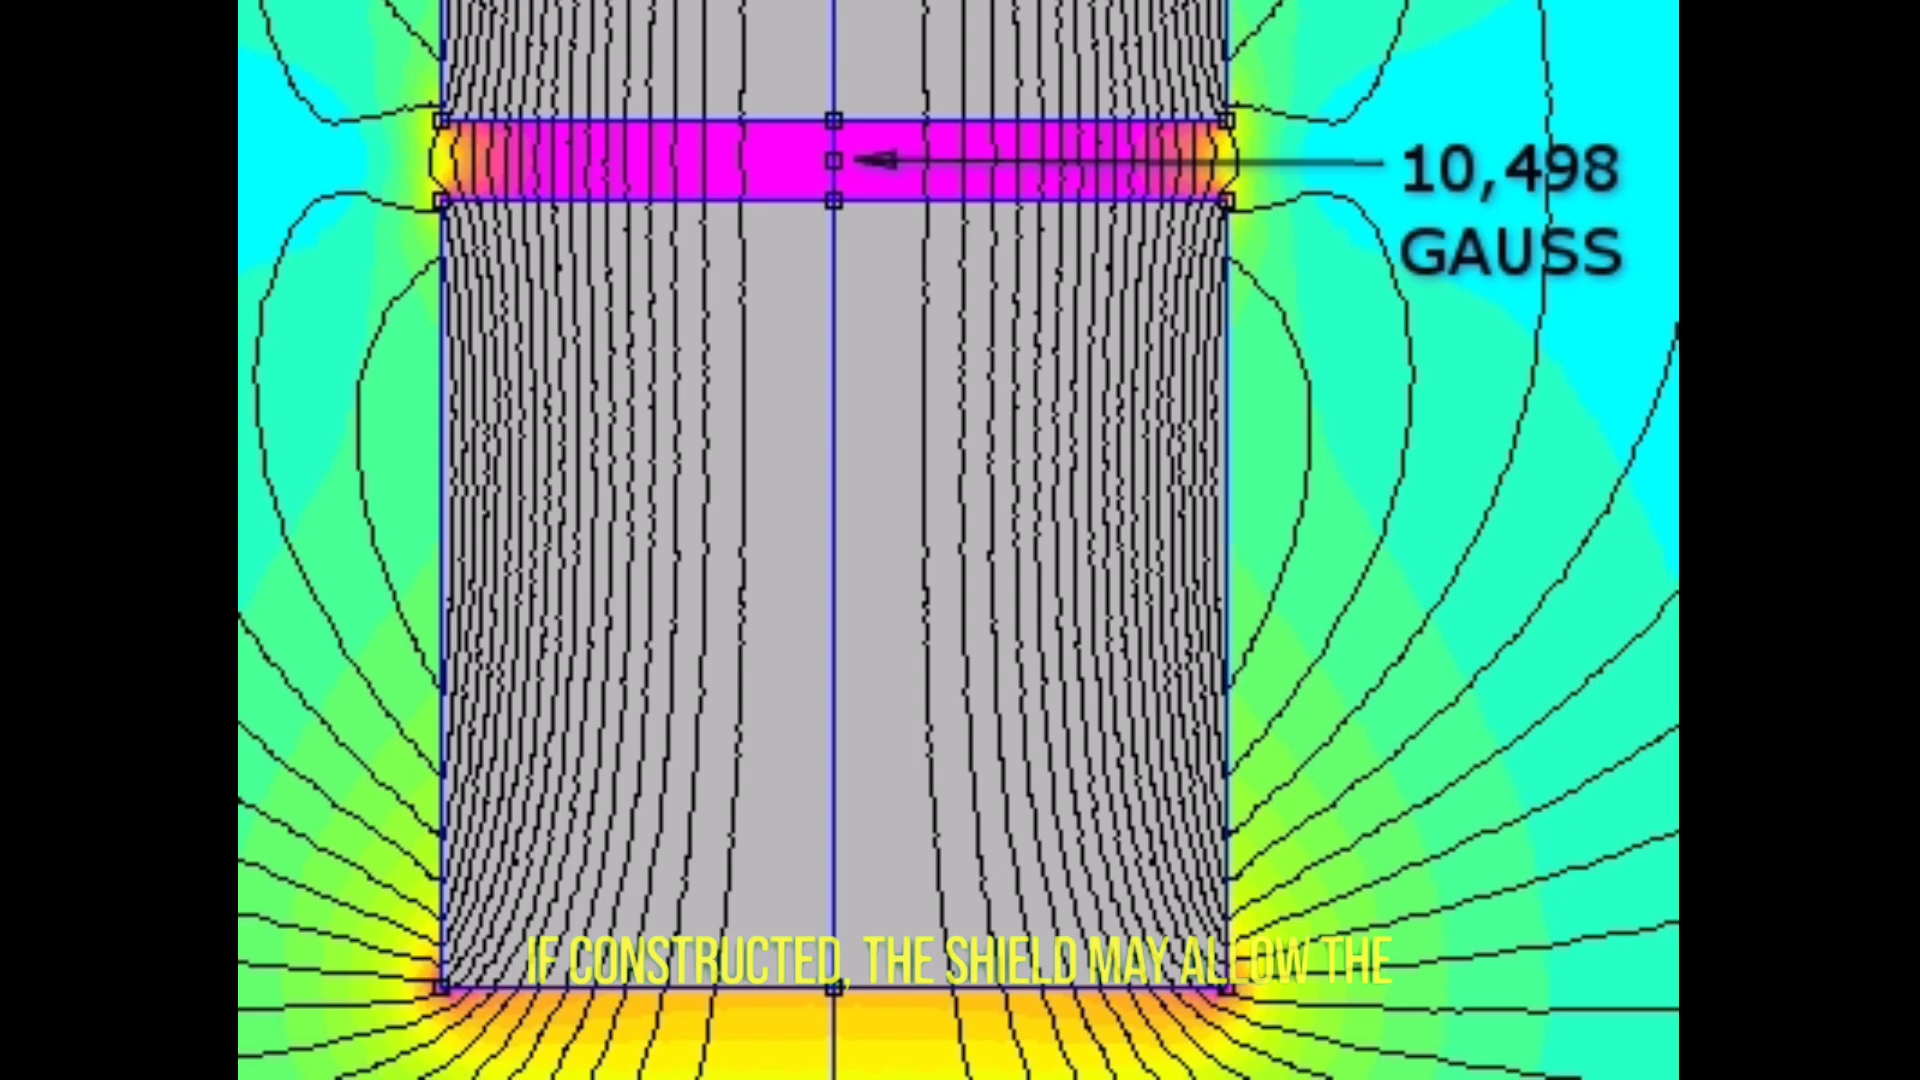 10,498
GAUSS
IF CONSTRUCTED, THE SHIELD MAY ALLOW THE